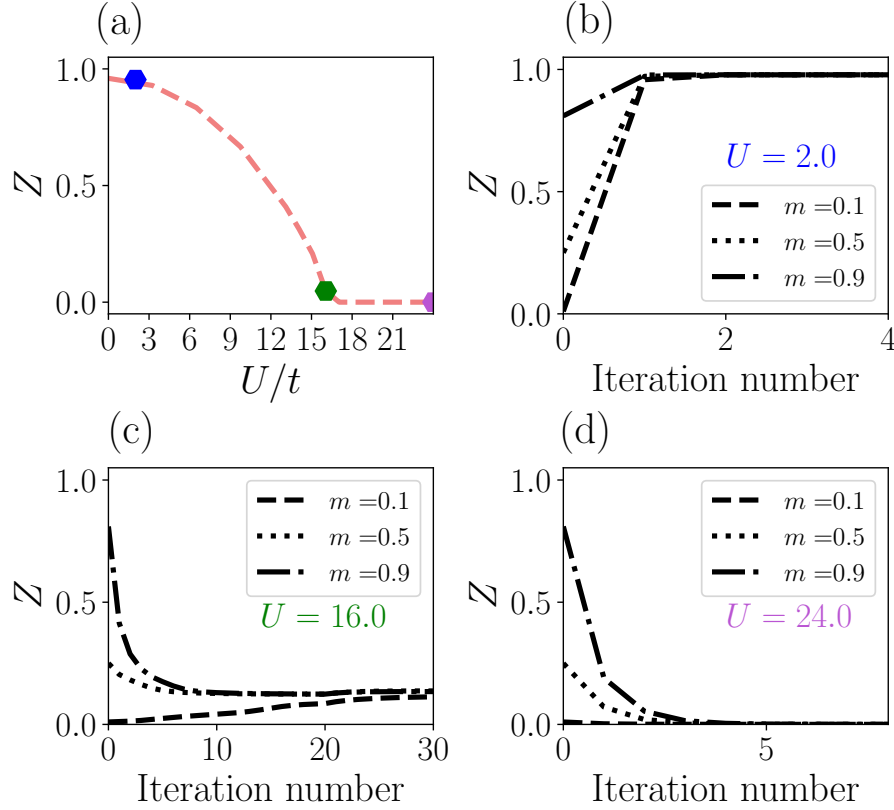 (a)
1.0
0.5
0.0
Z
0 3 6 9 12 15 18 21
U/t
(b)
1.0
0.5
0.0
Z
U = 2.0
m =0.1
m =0.5
m =0.9
0 2 4
Iteration number
(c)
1.0
0.5
0.0
Z
m =0.1
m =0.5
m =0.9
U = 16.0
0 10 20 30
Iteration number
(d)
1.0
0.5
0.0
Z
m =0.1
m =0.5
m =0.9
U = 24.0
0 5
Iteration number